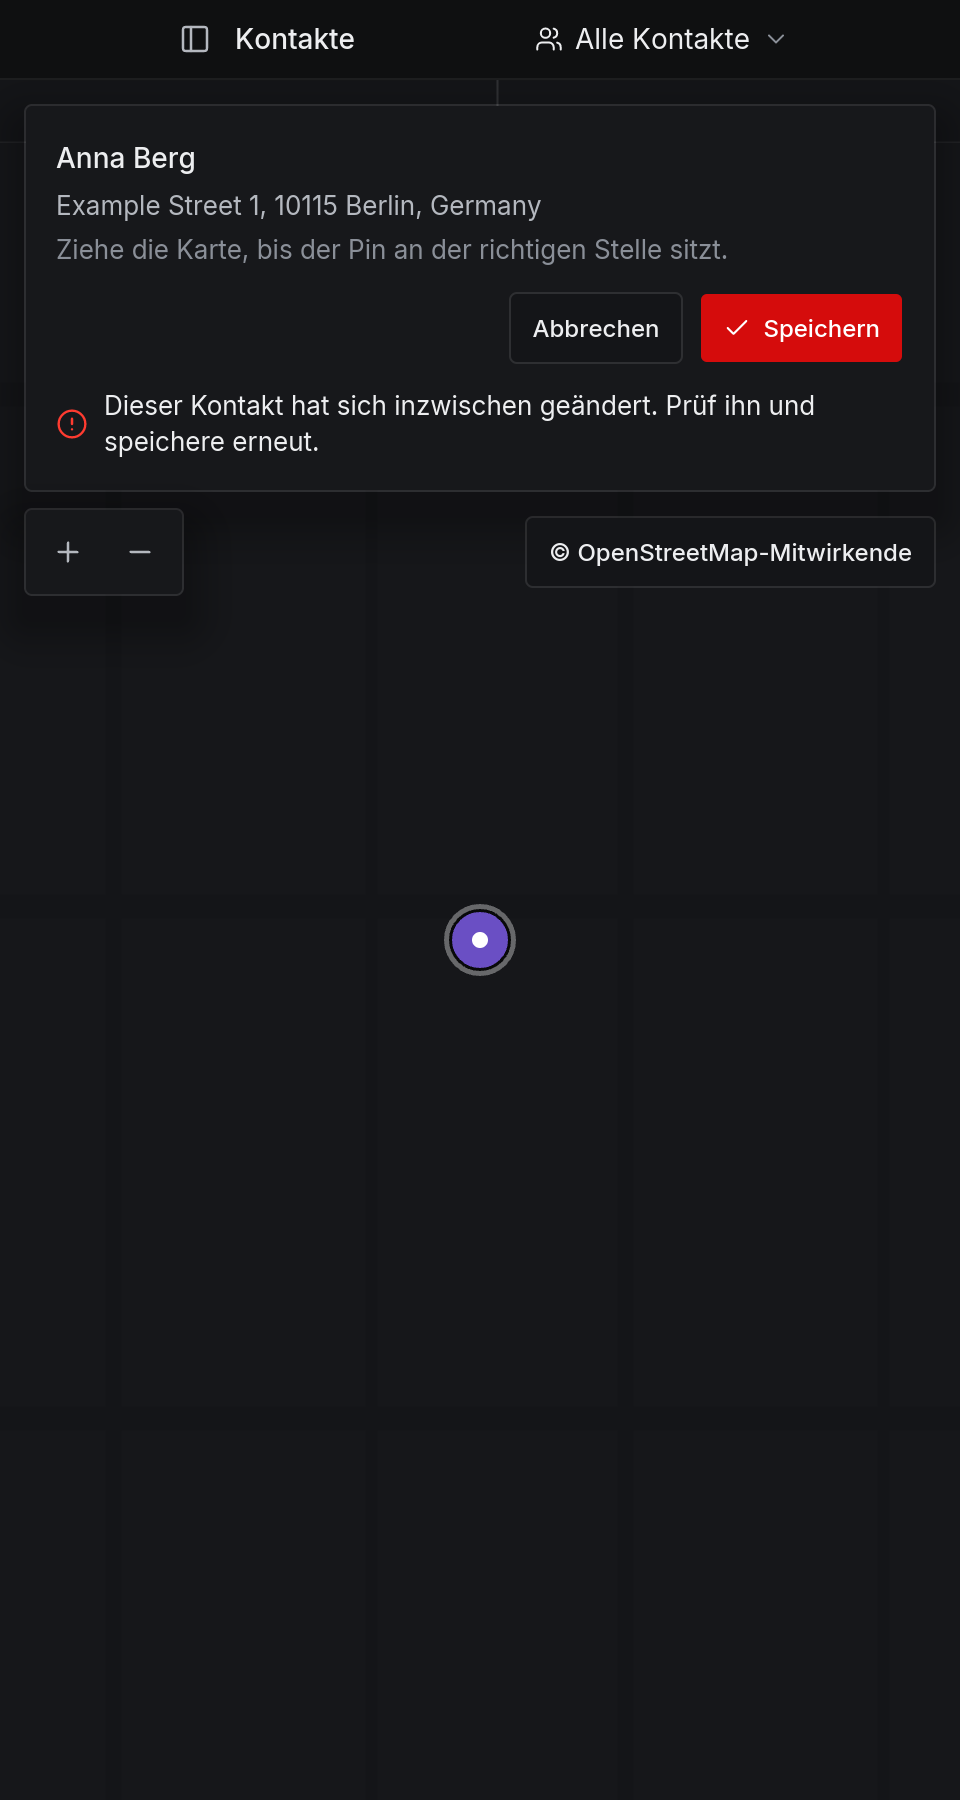 Kontakte
Alle Kontakte
Anna Berg
Example Street 1, 10115 Berlin, Germany
Ziehe die Karte, bis der Pin an der richtigen Stelle sitzt.
Abbrechen
Speichern
Dieser Kontakt hat sich inzwischen geändert. Prüf ihn und
speichere erneut.
© OpenStreetMap-Mitwirkende